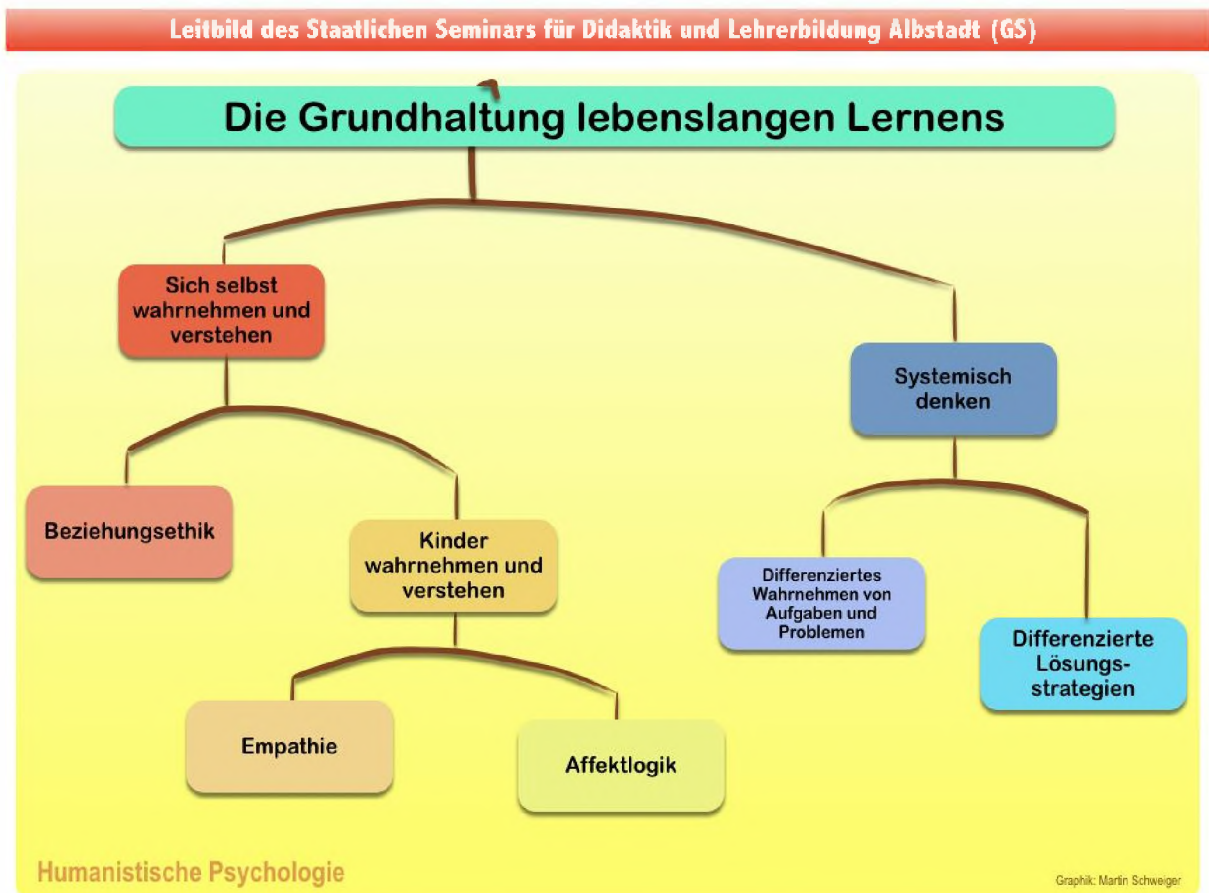 Leitbild des Staatlichen Seminars für Didaktik und Lehrerbildung Albstadt (GS)
Die Grundhaltung lebenslangen Lernens
Sich selbst
wahrnehmen und
verstehen
Systemisch
denken
Beziehungsethik
Kinder
wahrnehmen und
verstehen
Differenziertes
Wahrnehmen von
Aufgaben und
Problemen
Differenzierte
Lösungs-
strategien
Empathie
Affektlogik
Humanistische Psychologie
Graphik: Martin Schweiger